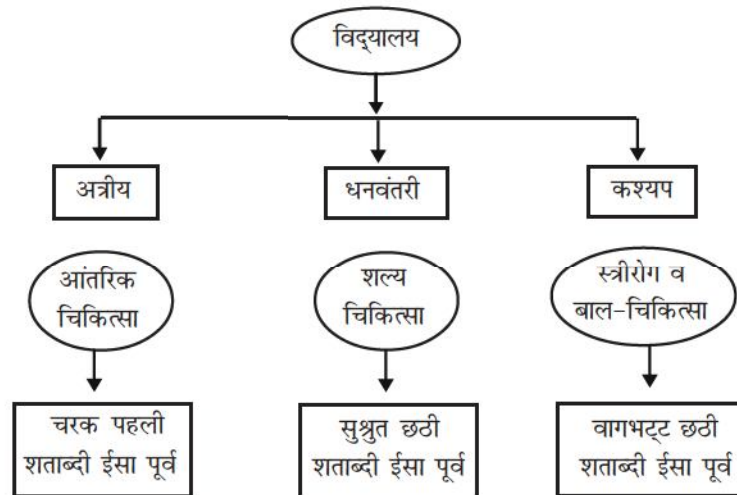 विद्‌यालय
अत्रीय
धनवंतरी
कश्यप
आंतरिक
चिकित्सा
शल्य
चिकित्सा
स्त्रीरोग व
बाल-चिकित्सा
चरक पहली
शताब्दी ईसा पूर्व
सुश्रुत छठी
शताब्दी ईसा पूर्व
वागभट्‌ट छठी
शताब्दी ईसा पूर्व